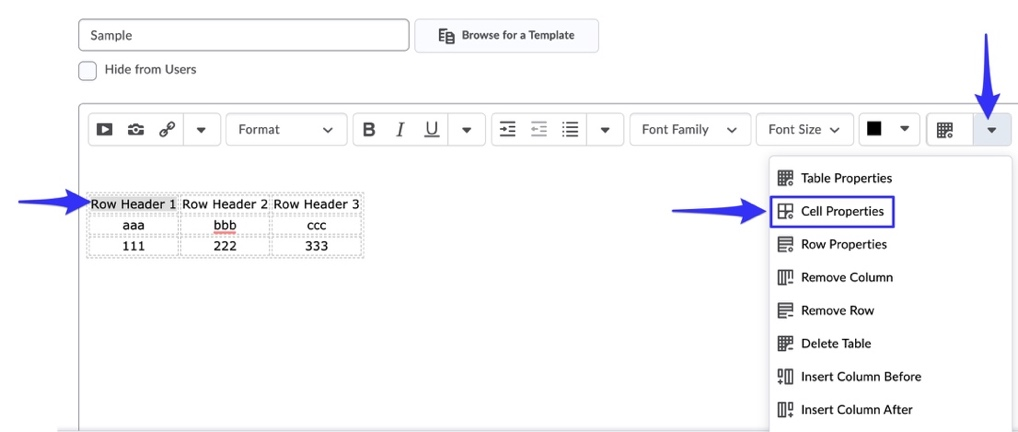 Sample
Browse for a Template
Hide from Users
Format
B I U
Font Family
Font Size
Table Properties
Row Header 1 Row Header 2 Row Header 3
Cell Properties
aaa bbb ccc
111 222 333
Row Properties
Remove Column
Remove Row
Delete Table
Insert Column Before
Insert Column After